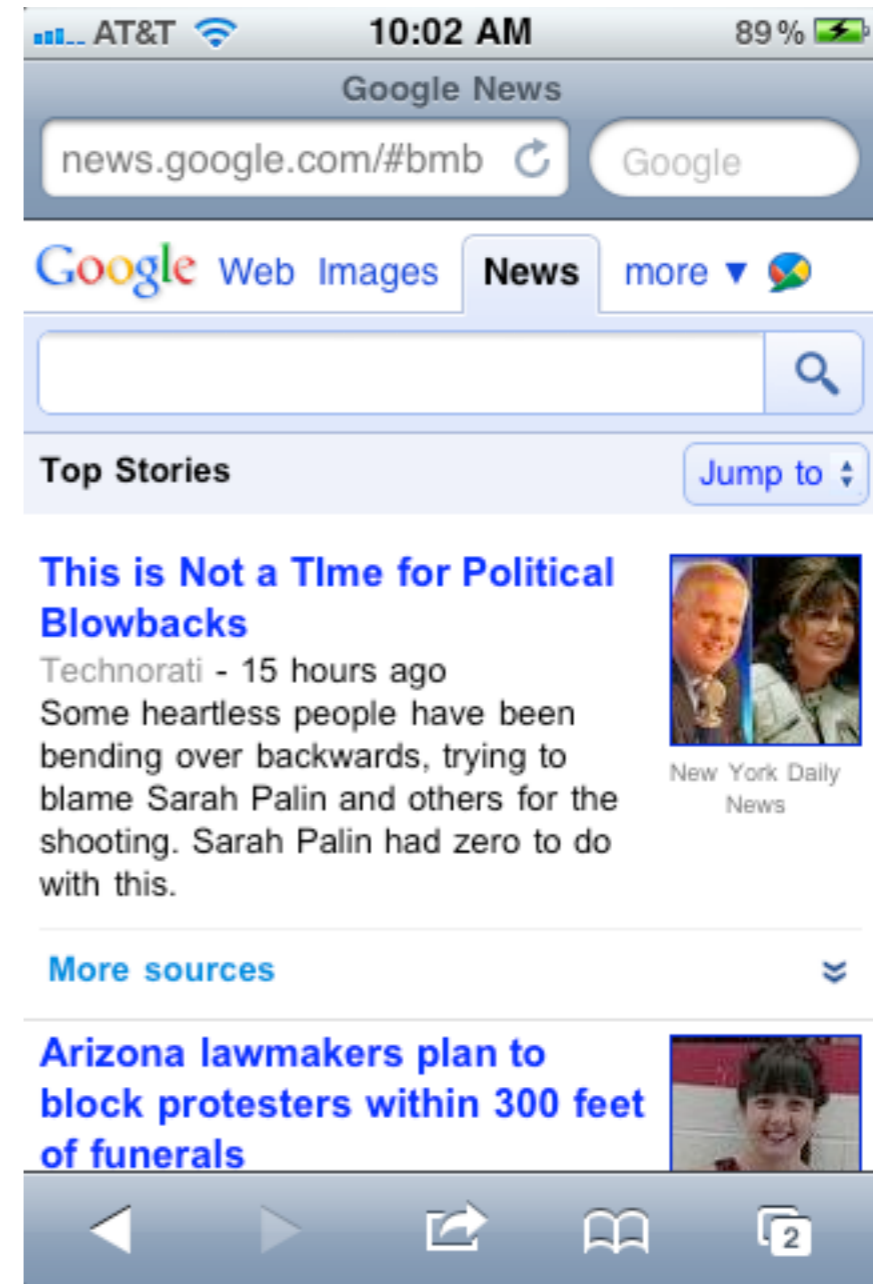 AT&T 10:02 AM 89%
Google News
news.google.com/#bmb Google
Google Web Images News more ▼
Top Stories Jump to
This is Not a TIme for Political
Blowbacks
Technorati - 15 hours ago
Some heartless people have been
bending over backwards, trying to
blame Sarah Palin and others for the
shooting. Sarah Palin had zero to do
with this.
New York Daily
News
More sources
Arizona lawmakers plan to
block protesters within 300 feet
of funerals
2